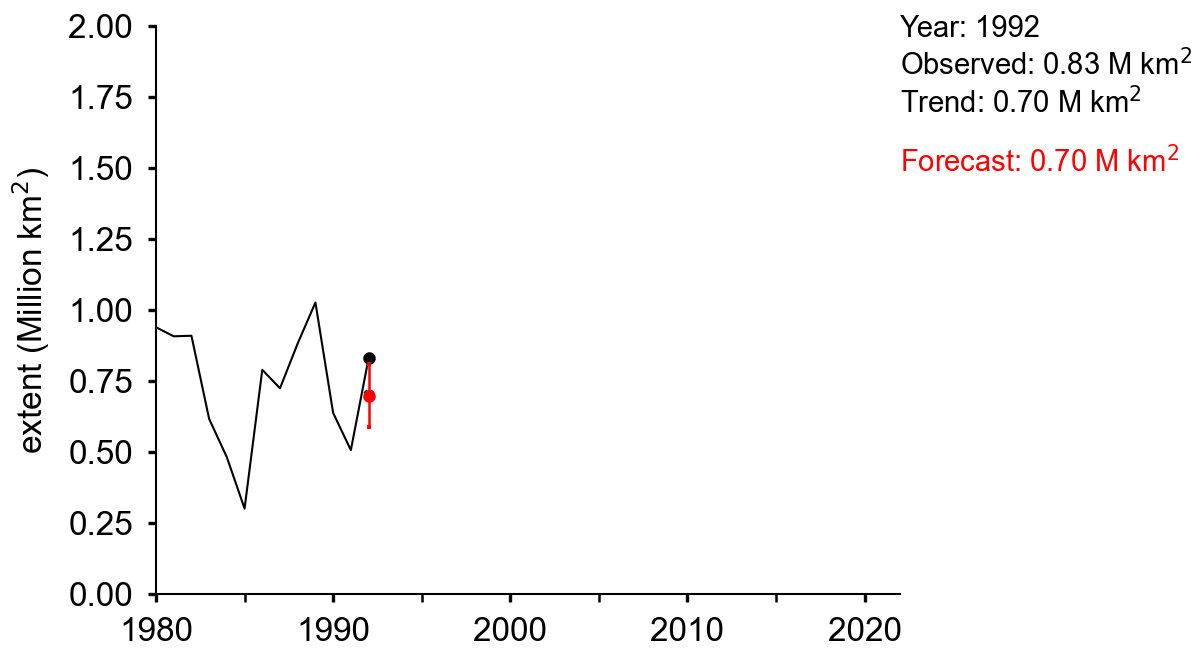 2.00
1.75
1.50
1.25
1.00
0.75
0.50
0.25
0.00
extent (Million km²)
1980 1990 2000 2010 2020
Year: 1992
Observed: 0.83 M km²
Trend: 0.70 M km²
Forecast: 0.70 M km²